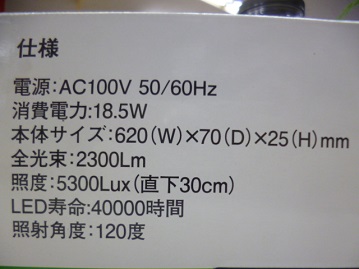 仕様
電源:AC100V 50/60Hz
消費電力:18.5W
本体サイズ:620(W)×70(D)×25(H)mm
全光束:2300Lm
照度:5300Lux(直下30cm)
LED寿命:40000時間
照射角度:120度